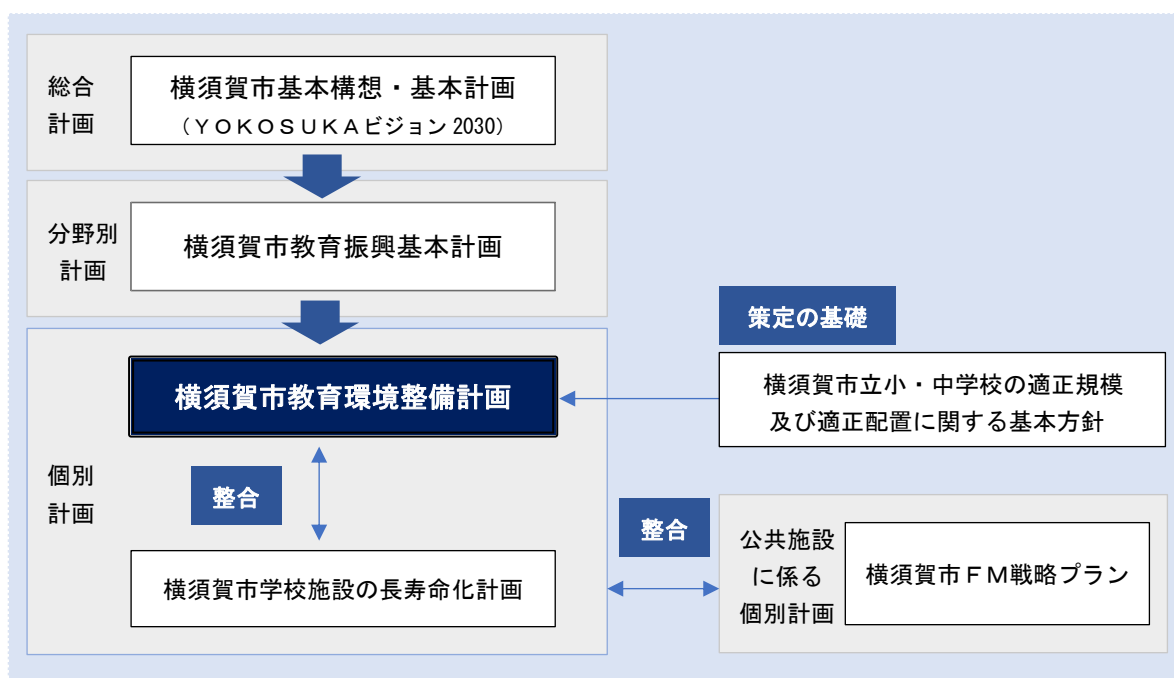 総合
計画
横須賀市基本構想・基本計画
（ＹＯＫＯＳＵＫＡビジョン 2030）
分野別
計画
横須賀市教育振興基本計画
策定の基礎
横須賀市教育環境整備計画
横須賀市立小・中学校の適正規模
及び適正配置に関する基本方針
個別
計画
整合
整合
横須賀市学校施設の長寿命化計画
公共施設
に係る
個別計画
横須賀市ＦＭ戦略プラン